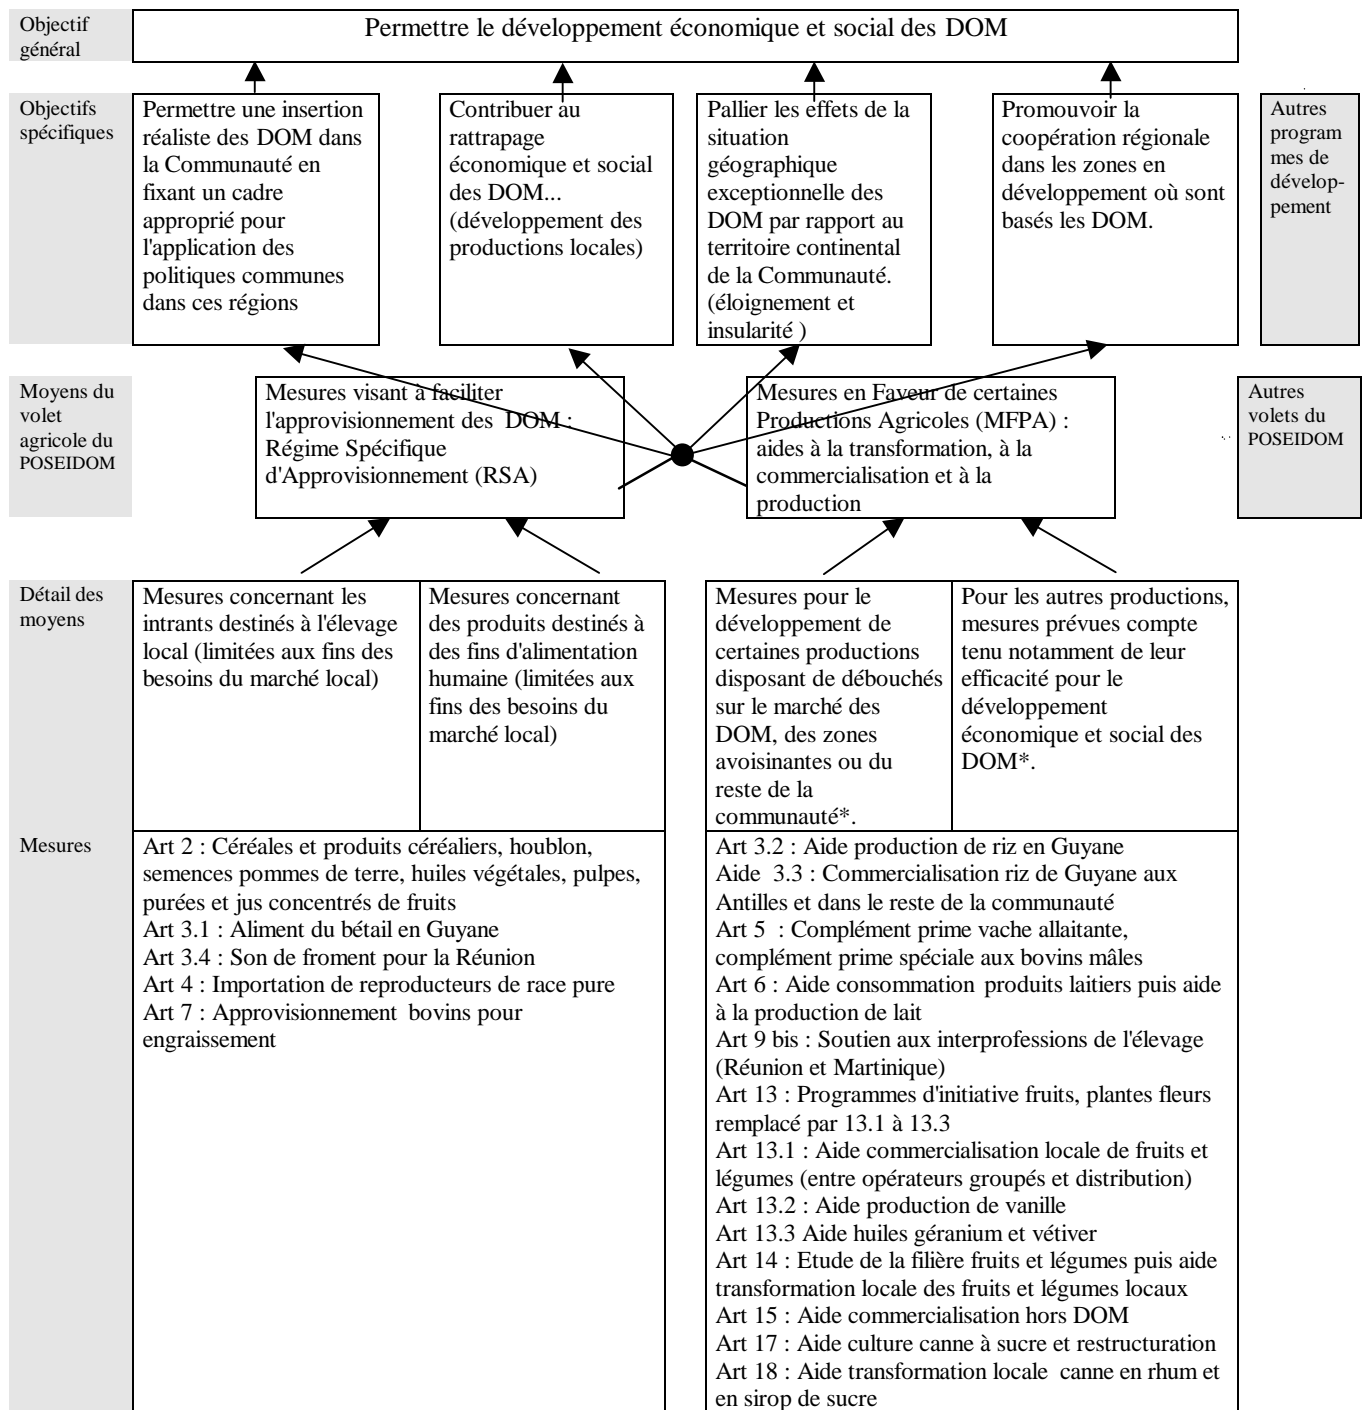 Objectif
général
Permettre le développement économique et social des DOM
Objectifs
spécifiques
Permettre une insertion
réaliste des DOM dans
la Communauté en
fixant un cadre
approprié pour
l'application des
politiques communes
dans ces régions
Contribuer au
rattrapage
économique et social
des DOM...
(développement des
productions locales)
Pallier les effets de la
situation
géographique
exceptionnelle des
DOM par rapport au
territoire continental
de la Communauté.
(éloignement et
insularité )
Promouvoir la
coopération régionale
dans les zones en
développement où sont
basés les DOM.
Autres
program
mes de
dévelop-
pement
Moyens du
volet
agricole du
POSEIDOM
Mesures visant à faciliter
l'approvisionnement des DOM :
Régime Spécifique
d'Approvisionnement (RSA)
Mesures en Faveur de certaines
Productions Agricoles (MFPA) :
aides à la transformation, à la
commercialisation et à la
production
Autres
volets du
POSEIDOM
Détail des
moyens
Mesures concernant les
intrants destinés à l'élevage
local (limitées aux fins des
besoins du marché local)
Mesures concernant
des produits destinés à
des fins d'alimentation
humaine (limitées aux
fins des besoins du
marché local)
Mesures pour le
développement de
certaines productions
disposant de débouchés
sur le marché des
DOM, des zones
avoisinantes ou du
reste de la
communauté*.
Pour les autres productions,
mesures prévues compte
tenu notamment de leur
efficacité pour le
développement
économique et social des
DOM*.
Mesures
Art 2 : Céréales et produits céréaliers, houblon,
semences pommes de terre, huiles végétales, pulpes,
purées et jus concentrés de fruits
Art 3.1 : Aliment du bétail en Guyane
Art 3.4 : Son de froment pour la Réunion
Art 4 : Importation de reproducteurs de race pure
Art 7 : Approvisionnement bovins pour
engraissement
Art 3.2 : Aide production de riz en Guyane
Aide 3.3 : Commercialisation riz de Guyane aux
Antilles et dans le reste de la communauté
Art 5 : Complément prime vache allaitante,
complément prime spéciale aux bovins mâles
Art 6 : Aide consommation produits laitiers puis aide
à la production de lait
Art 9 bis : Soutien aux interprofessions de l'élevage
(Réunion et Martinique)
Art 13 : Programmes d'initiative fruits, plantes fleurs
remplacé par 13.1 à 13.3
Art 13.1 : Aide commercialisation locale de fruits et
légumes (entre opérateurs groupés et distribution)
Art 13.2 : Aide production de vanille
Art 13.3 Aide huiles géranium et vétiver
Art 14 : Etude de la filière fruits et légumes puis aide
transformation locale des fruits et légumes locaux
Art 15 : Aide commercialisation hors DOM
Art 17 : Aide culture canne à sucre et restructuration
Art 18 : Aide transformation locale canne en rhum et
en sirop de sucre